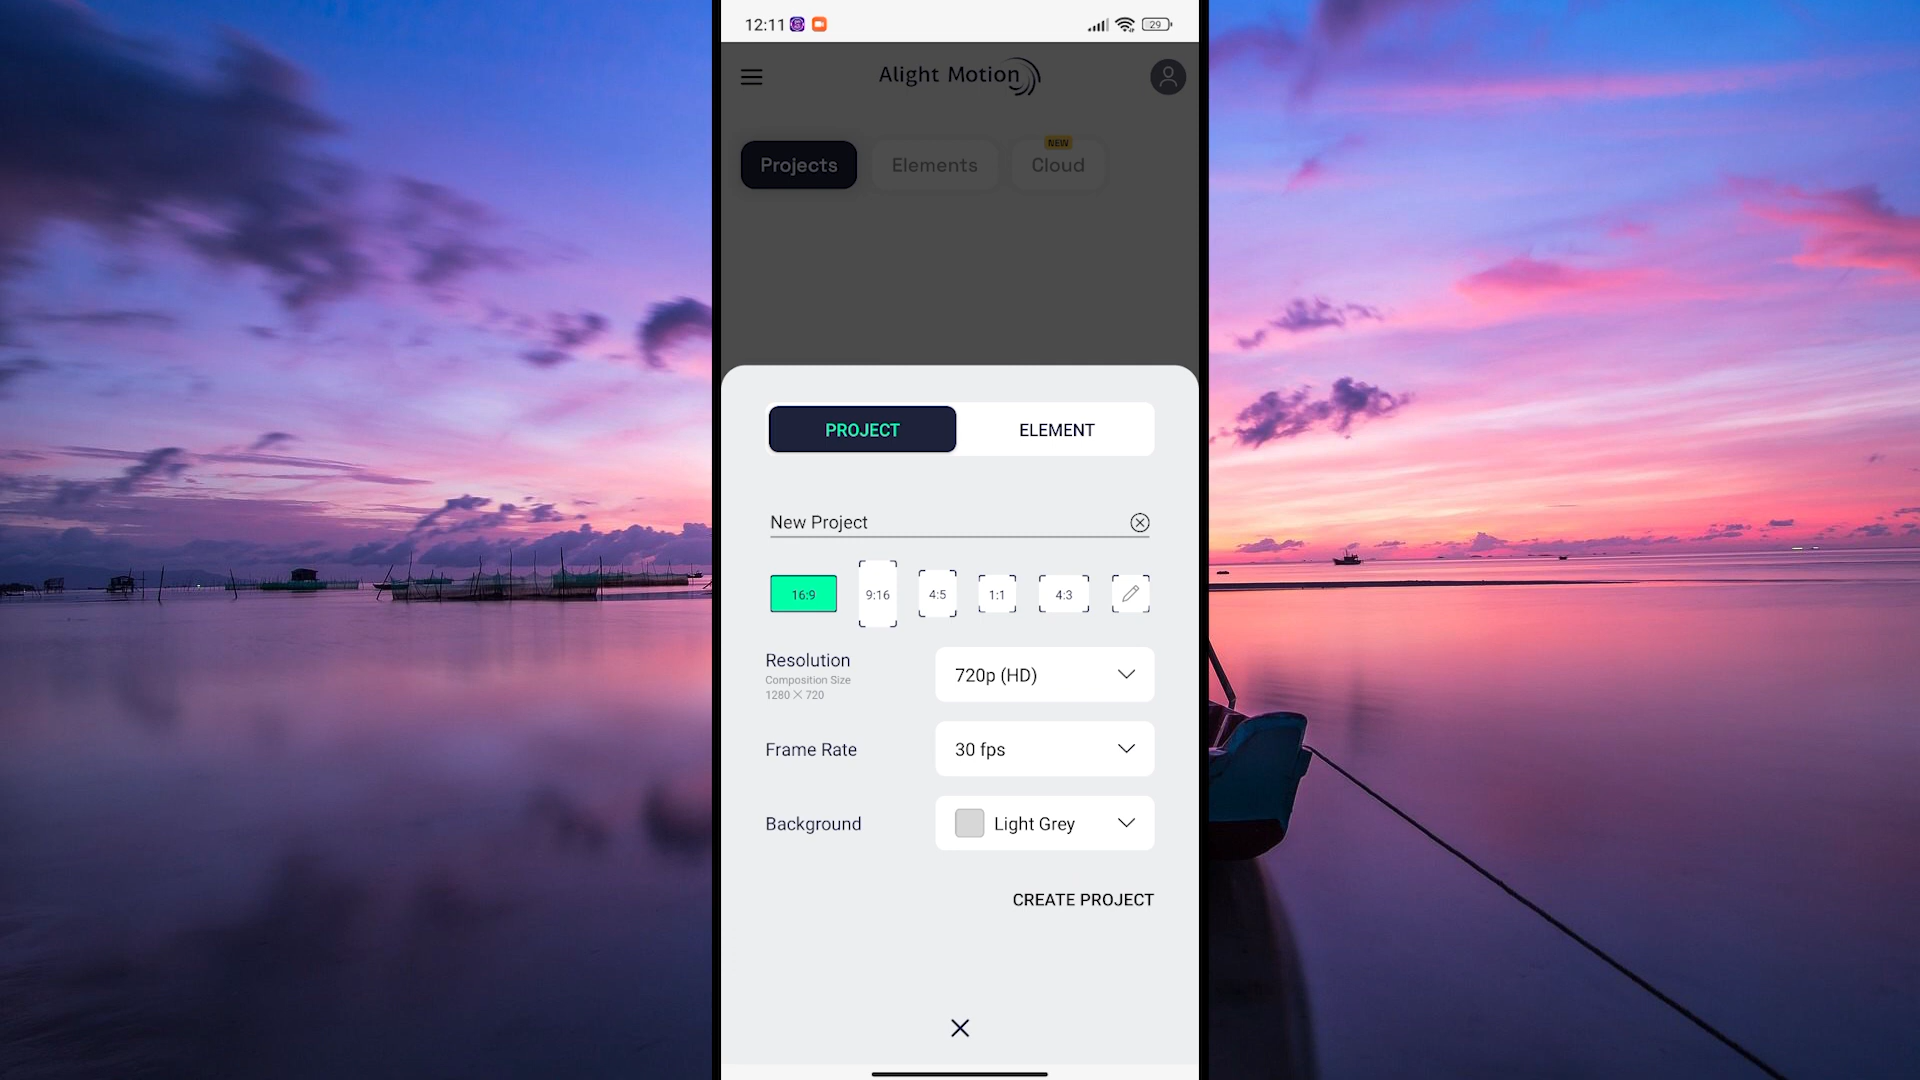 12:11
29
Alight Motion
Projects
Elements
NEW
Cloud
PROJECT
ELEMENT
New Project
16:9
9:16
4:5
1:1
4:3
Resolution
Composition Size
1280 × 720
720p (HD)
Frame Rate
30 fps
Background
Light Grey
CREATE PROJECT